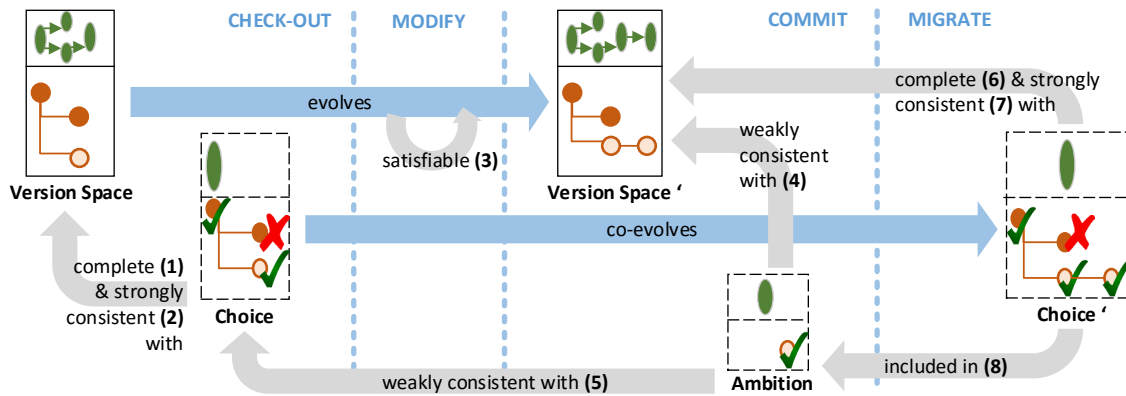 CHECK-OUT
MODIFY
COMMIT
MIGRATE
evolves
complete (6) & strongly
consistent (7) with
satisfiable (3)
weakly
consistent
with (4)
Version Space
Version Space ‘
co-evolves
complete (1)
& strongly
consistent (2)
with
Choice
Choice ‘
included in (8)
weakly consistent with (5)
Ambition